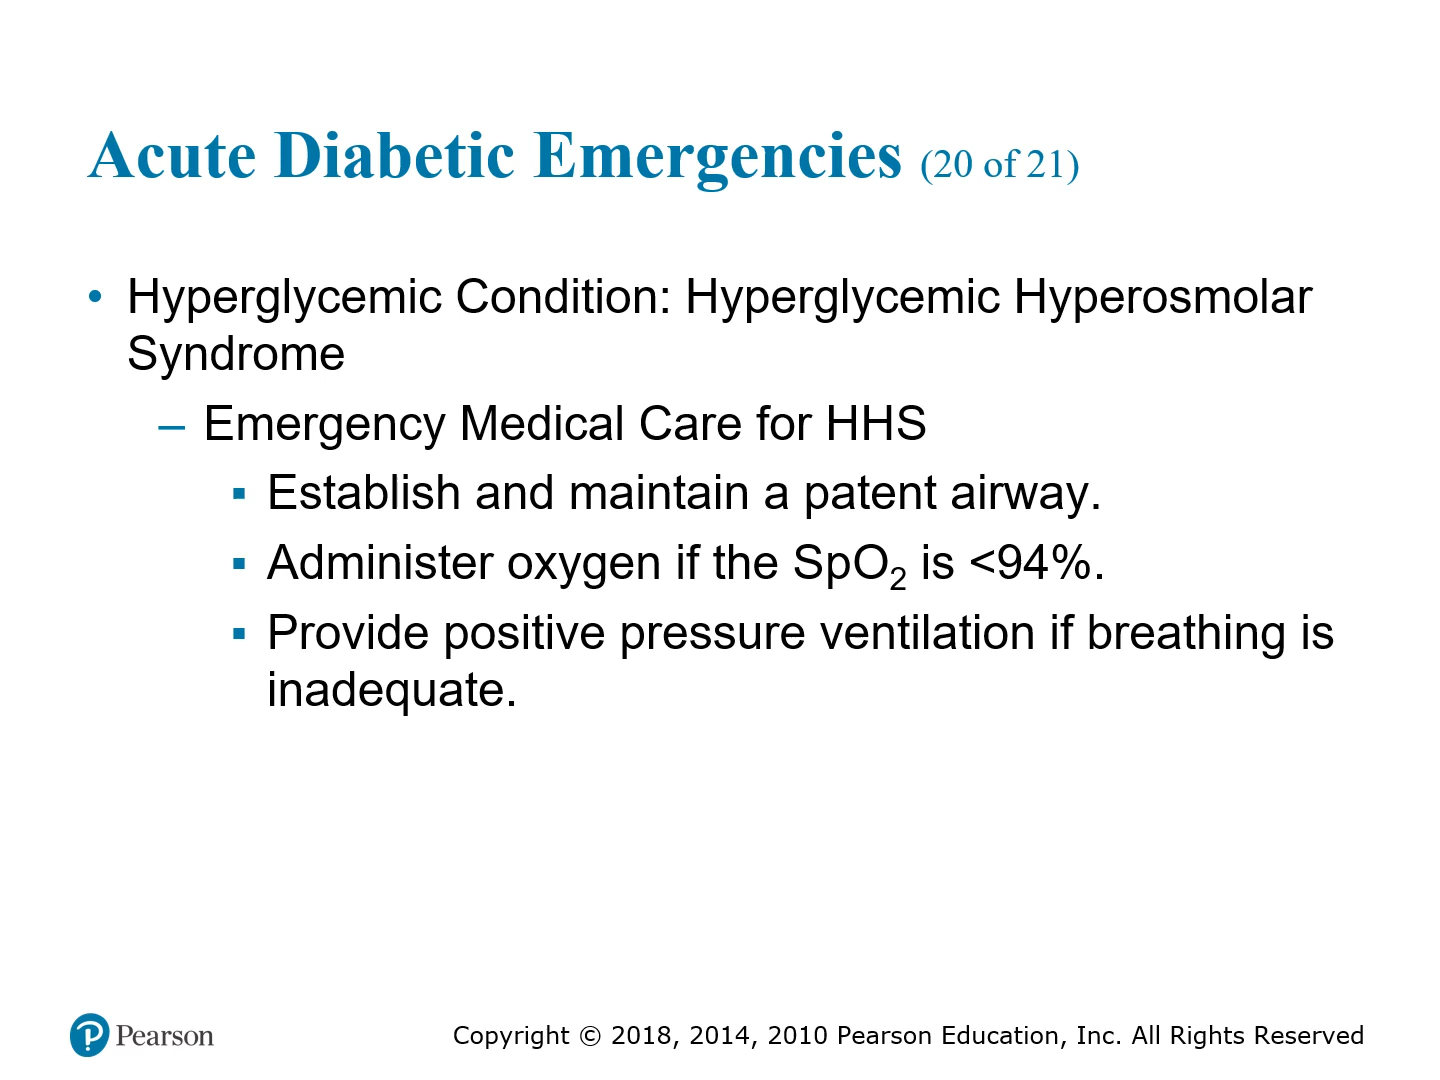 Acute Diabetic Emergencies (20 of 21)
• Hyperglycemic Condition: Hyperglycemic Hyperosmolar
Syndrome
– Emergency Medical Care for HHS
▪ Establish and maintain a patent airway.
▪ Administer oxygen if the SpO₂ is <94%.
▪ Provide positive pressure ventilation if breathing is
inadequate.
Pearson
Copyright © 2018, 2014, 2010 Pearson Education, Inc. All Rights Reserved